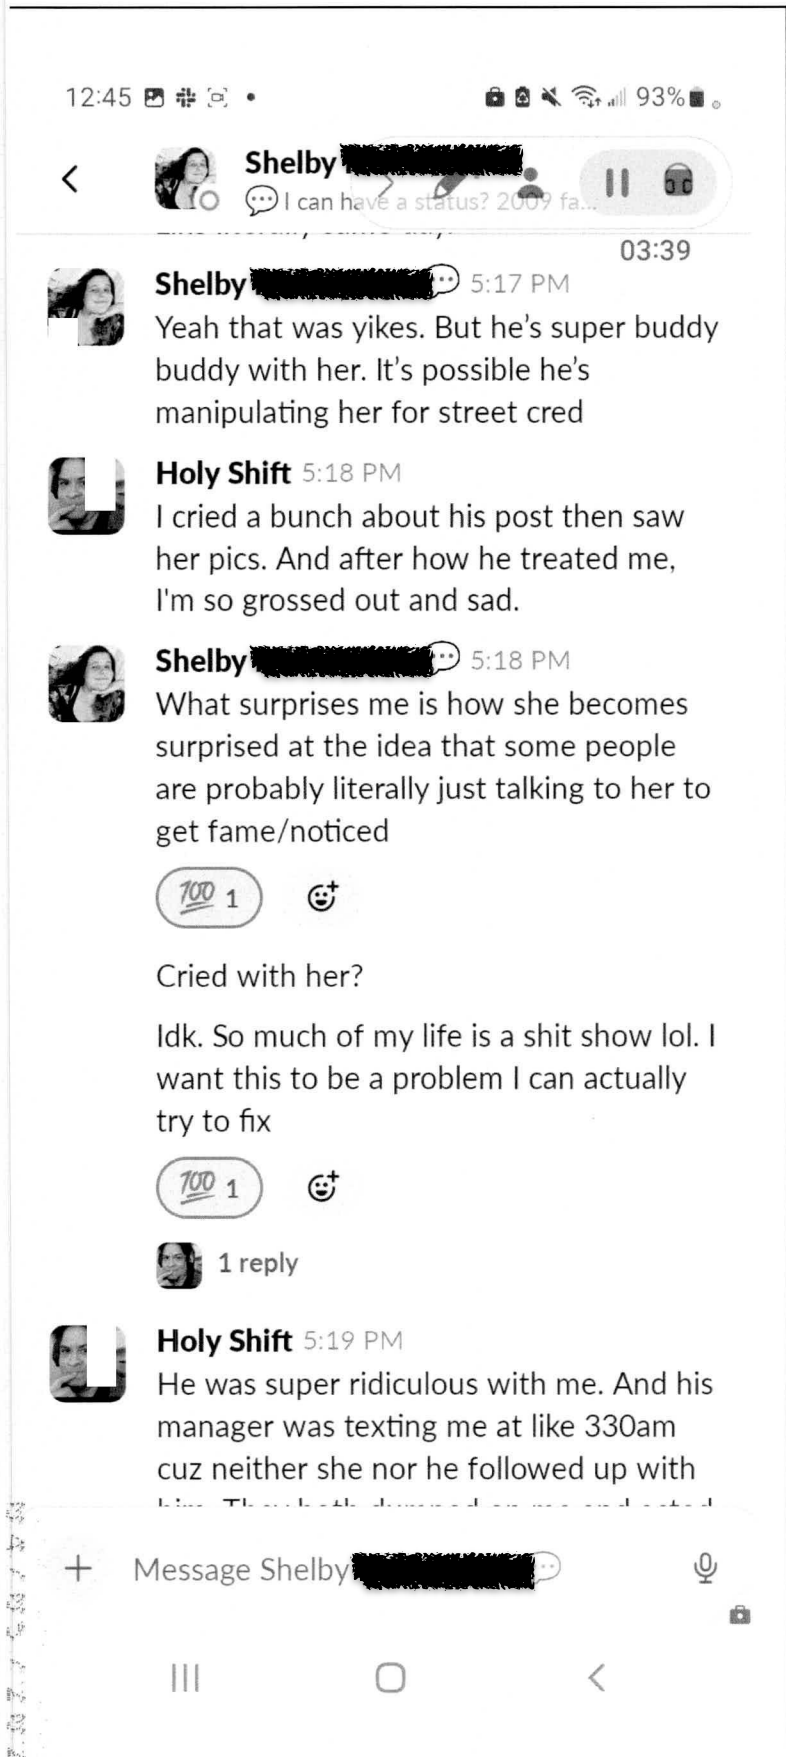 12:45 93%
Shelby
I can have a status? 2009 fa...
03:39
Shelby 5:17 PM
Yeah that was yikes. But he's super buddy
buddy with her. It's possible he's
manipulating her for street cred
Holy Shift 5:18 PM
I cried a bunch about his post then saw
her pics. And after how he treated me,
I'm so grossed out and sad.
Shelby 5:18 PM
What surprises me is how she becomes
surprised at the idea that some people
are probably literally just talking to her to
get fame/noticed
💯 1
Cried with her?
Idk. So much of my life is a shit show lol. I
want this to be a problem I can actually
try to fix
💯 1
1 reply
Holy Shift 5:19 PM
He was super ridiculous with me. And his
manager was texting me at like 330am
cuz neither she nor he followed up with
Message Shelby